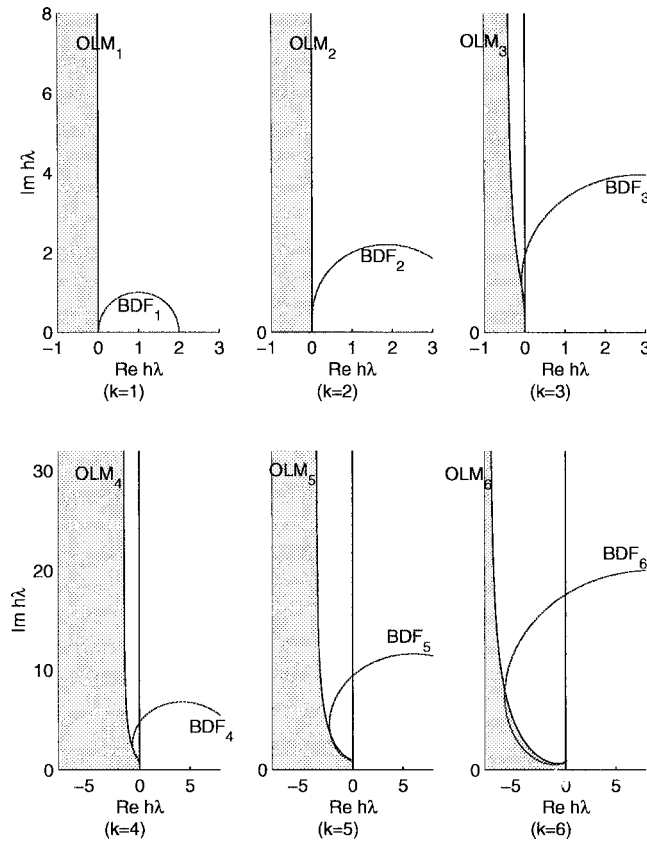 8
6
4
2
0
Im hλ
OLM₁
BDF₁
−1 0 1 2 3
Re hλ
(k=1)
OLM₂
BDF₂
0
−1 0 1 2 3
Re hλ
(k=2)
OLM₃
BDF₃
0
−1 0 1 2 3
Re hλ
(k=3)
30
20
10
0
Im hλ
OLM₄
BDF₄
−5 0 5
Re hλ
(k=4)
OLM₅
BDF₅
0
−5 0 5
Re hλ
(k=5)
OLM₆
BDF₆
0
−5 0 5
Re hλ
(k=6)